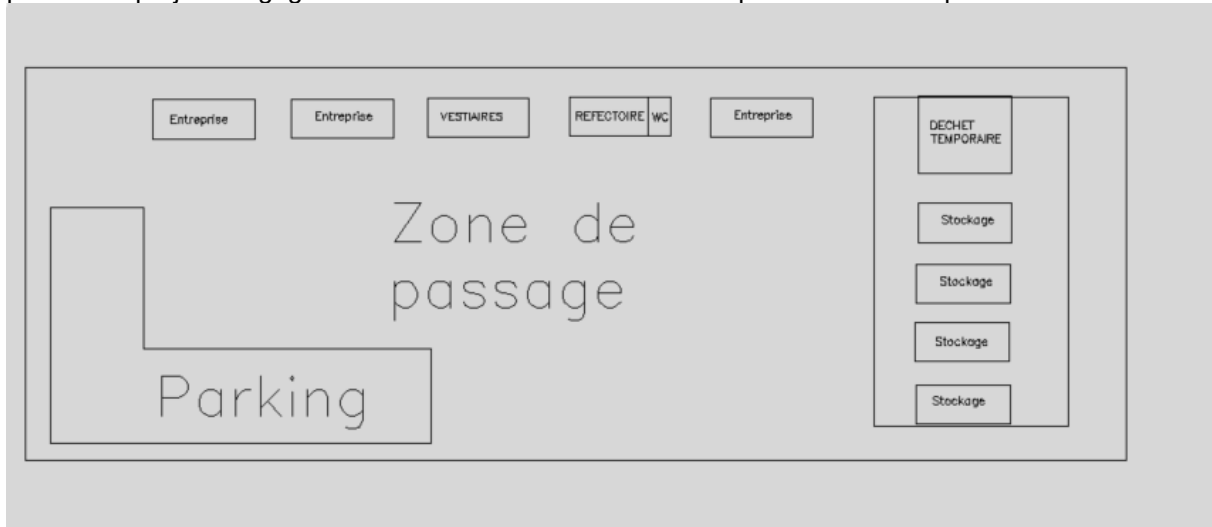 Entreprise
Entreprise
VESTIAIRES
REFECTOIRE
WC
Entreprise
DECHET
TEMPORAIRE
Stockage
Zone de
passage
Stockage
Stockage
Parking
Stockage